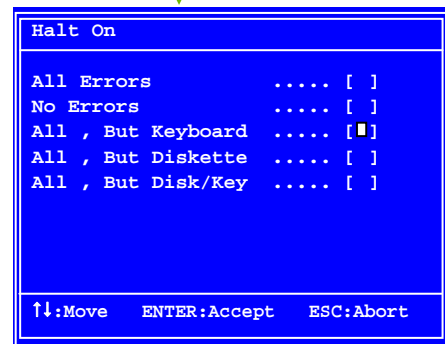 Halt On
All Errors ..... [ ]
No Errors ..... [ ]
All , But Keyboard ..... [■]
All , But Diskette ..... [ ]
All , But Disk/Key ..... [ ]
↑↓:Move ENTER:Accept ESC:Abort